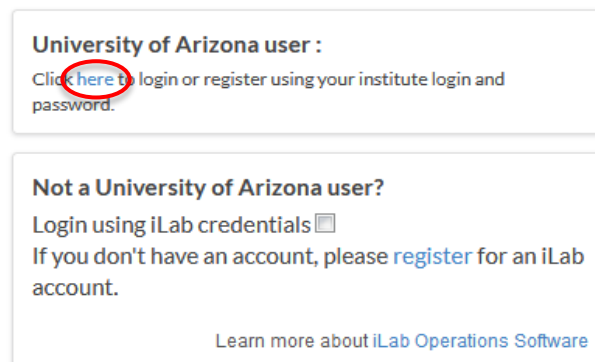 University of Arizona user :
Click here to login or register using your institute login and
password.
Not a University of Arizona user?
Login using iLab credentials
If you don't have an account, please register for an iLab
account.
Learn more about iLab Operations Software